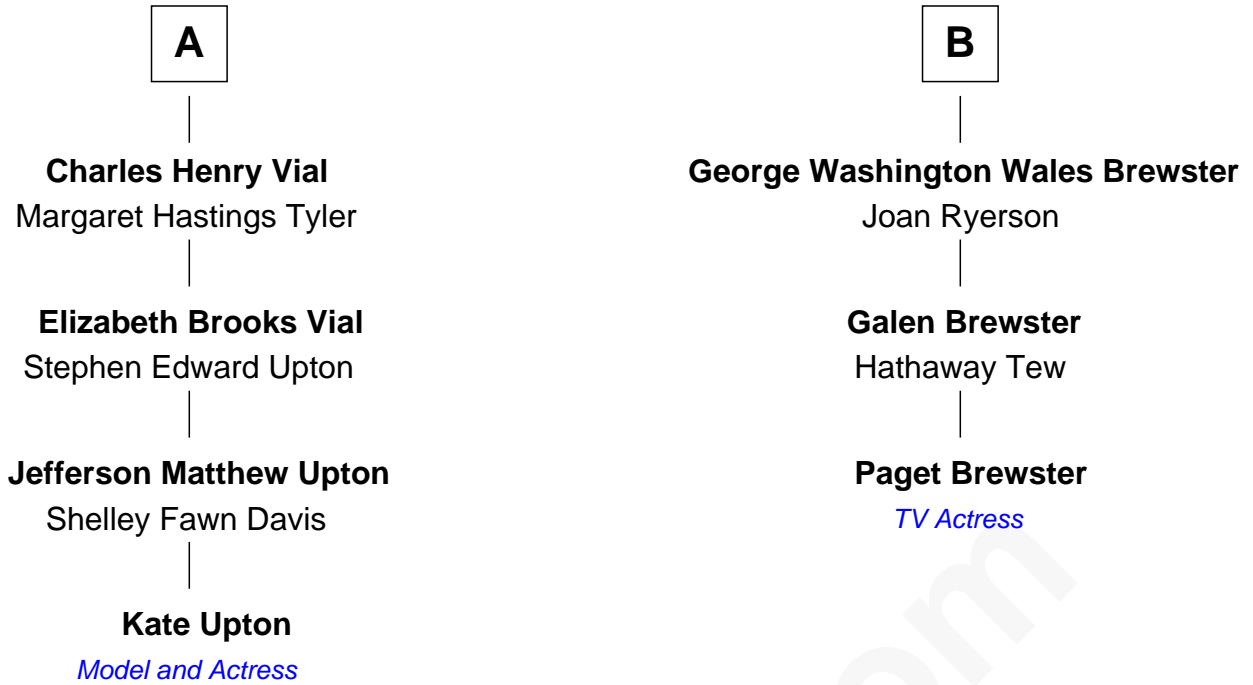 A
Charles Henry Vial
Margaret Hastings Tyler
Elizabeth Brooks Vial
Stephen Edward Upton
Jefferson Matthew Upton
Shelley Fawn Davis
Kate Upton
Model and Actress
B
George Washington Wales Brewster
Joan Ryerson
Galen Brewster
Hathaway Tew
Paget Brewster
TV Actress
om